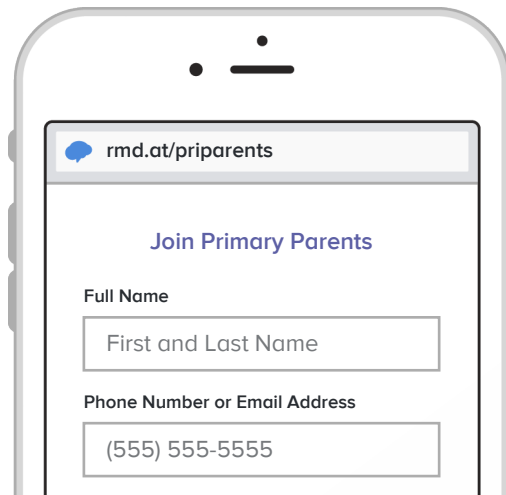 rmd.at/priparents
Join Primary Parents
Full Name
First and Last Name
Phone Number or Email Address
(555) 555-5555